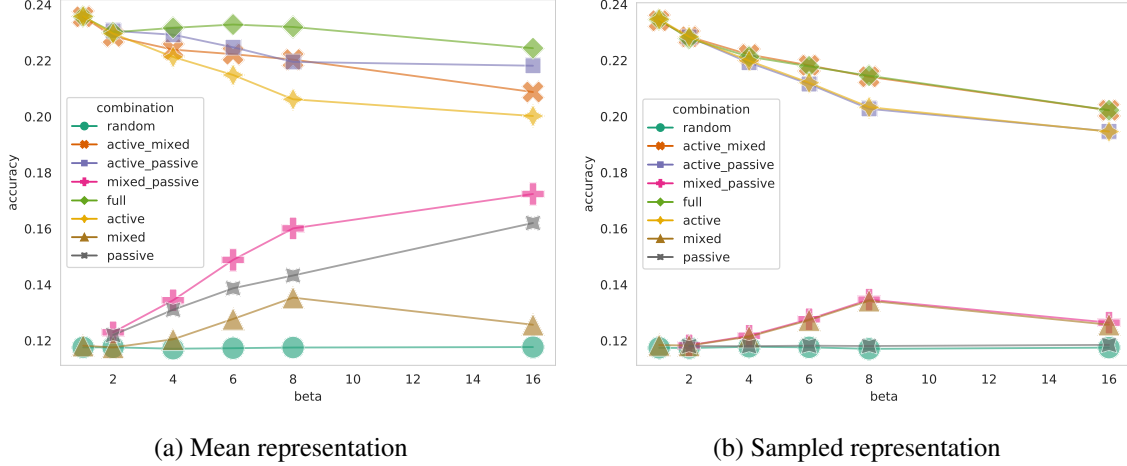 0.24
0.22
0.20
0.18
0.16
0.14
0.12
accuracy
combination
random
active_mixed
active_passive
mixed_passive
full
active
mixed
passive
2 4 6 8 10 12 14 16
beta
(a) Mean representation
0.24
0.22
0.20
0.18
0.16
0.14
0.12
accuracy
combination
random
active_mixed
active_passive
mixed_passive
full
active
mixed
passive
2 4 6 8 10 12 14 16
beta
(b) Sampled representation